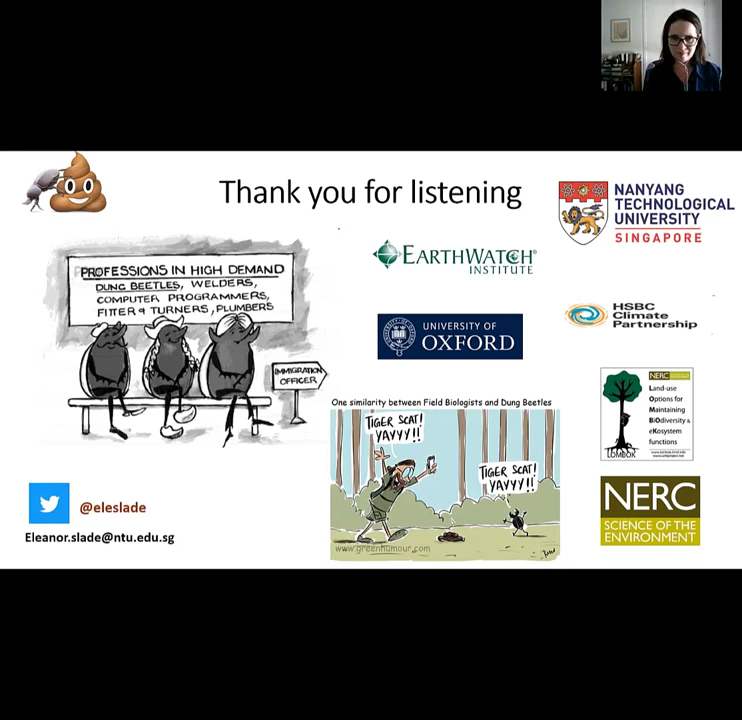 Thank you for listening
NANYANG
TECHNOLOGICAL
UNIVERSITY
SINGAPORE
EARTHWATCH®
INSTITUTE
PROFESSIONS IN HIGH DEMAND
DUNG BEETLES, WELDERS,
COMPUTER PROGRAMMERS,
FITTER & TURNERS, PLUMBERS
IMMIGRATION
OFFICER
UNIVERSITY OF
OXFORD
HSBC
Climate
Partnership
NERC
Land-use
Options for
Maintaining
BiOdiversity &
eKosystem
functions
LOMBOK
One similarity between Field Biologists and Dung Beetles
TIGER SCAT!
YAYYY!!
TIGER SCAT!
YAYYY!!
www.greenhumour.com
@eleslade
Eleanor.slade@ntu.edu.sg
NERC
SCIENCE OF THE
ENVIRONMENT